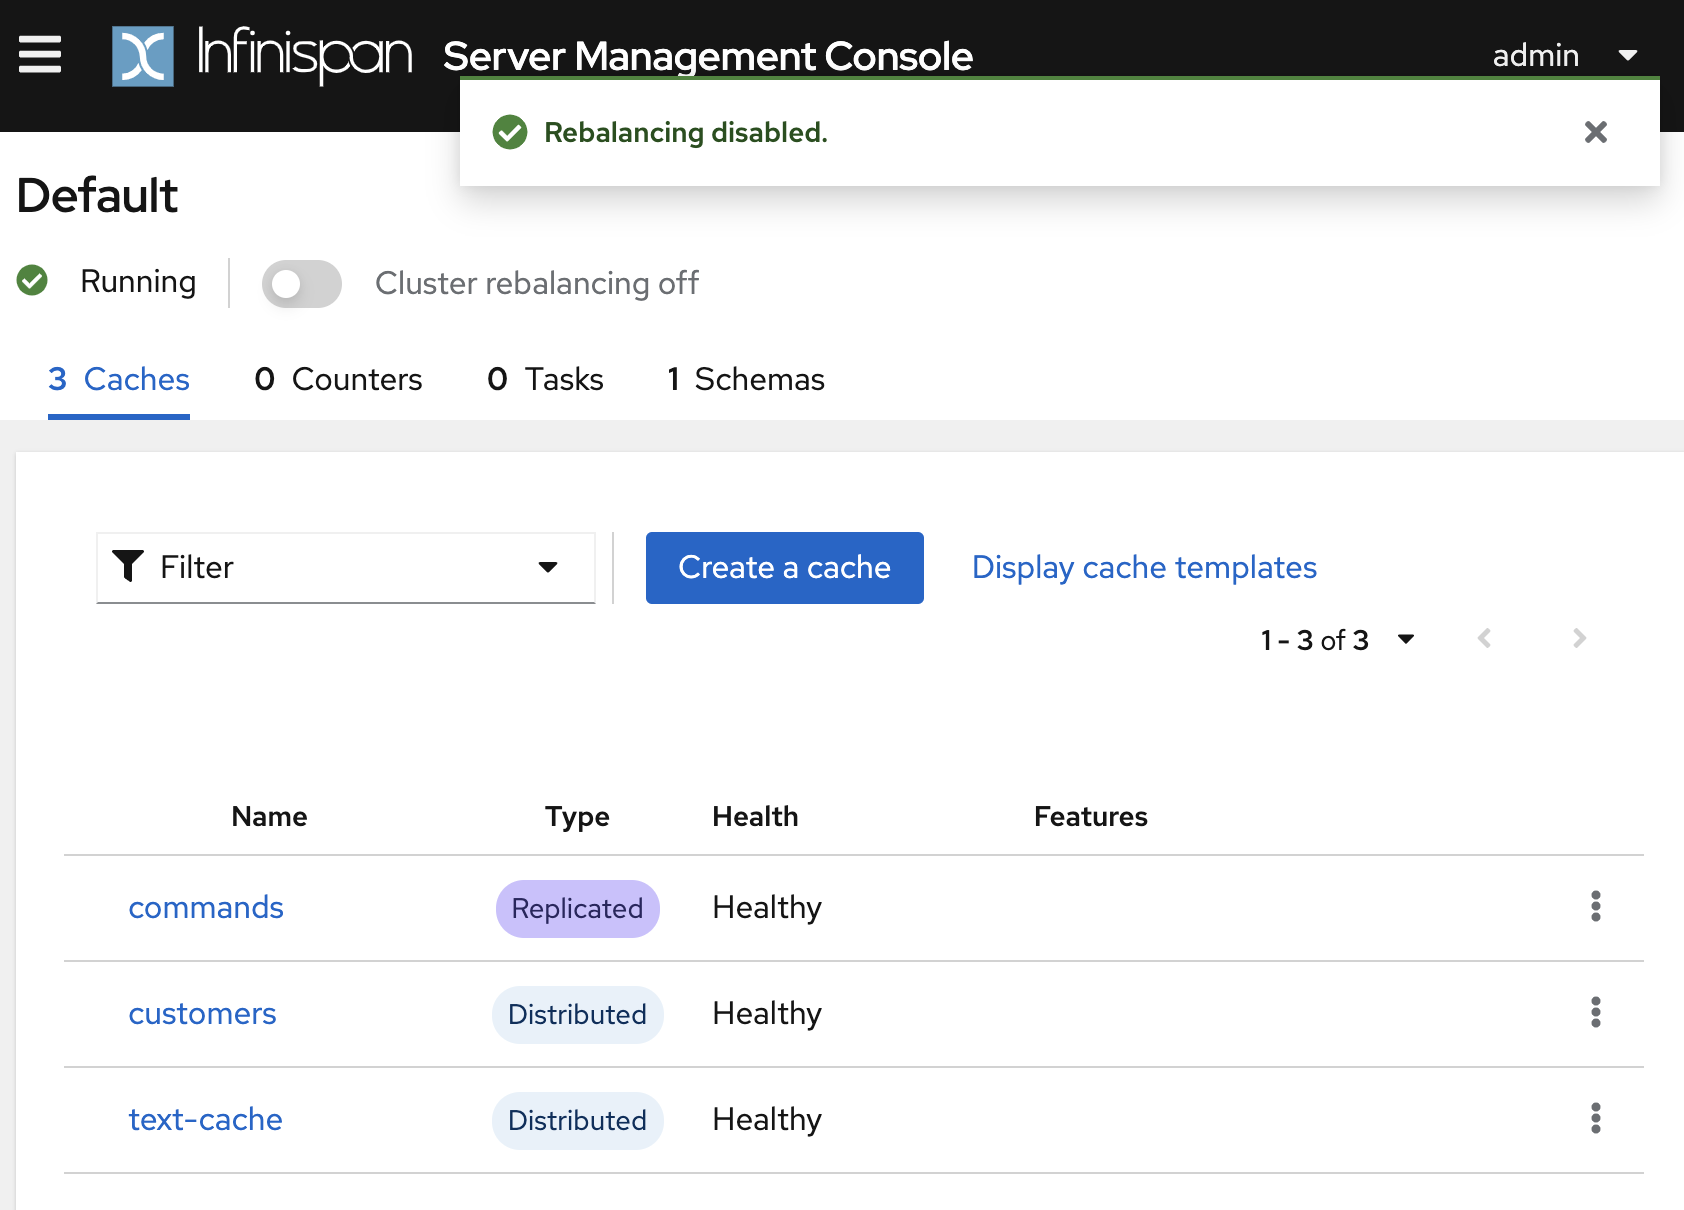 Infinispan Server Management Console admin
Rebalancing disabled.
Default
Running Cluster rebalancing off
3 Caches 0 Counters 0 Tasks 1 Schemas
Filter Create a cache Display cache templates
1 - 3 of 3
Name Type Health Features
commands Replicated Healthy
customers Distributed Healthy
text-cache Distributed Healthy